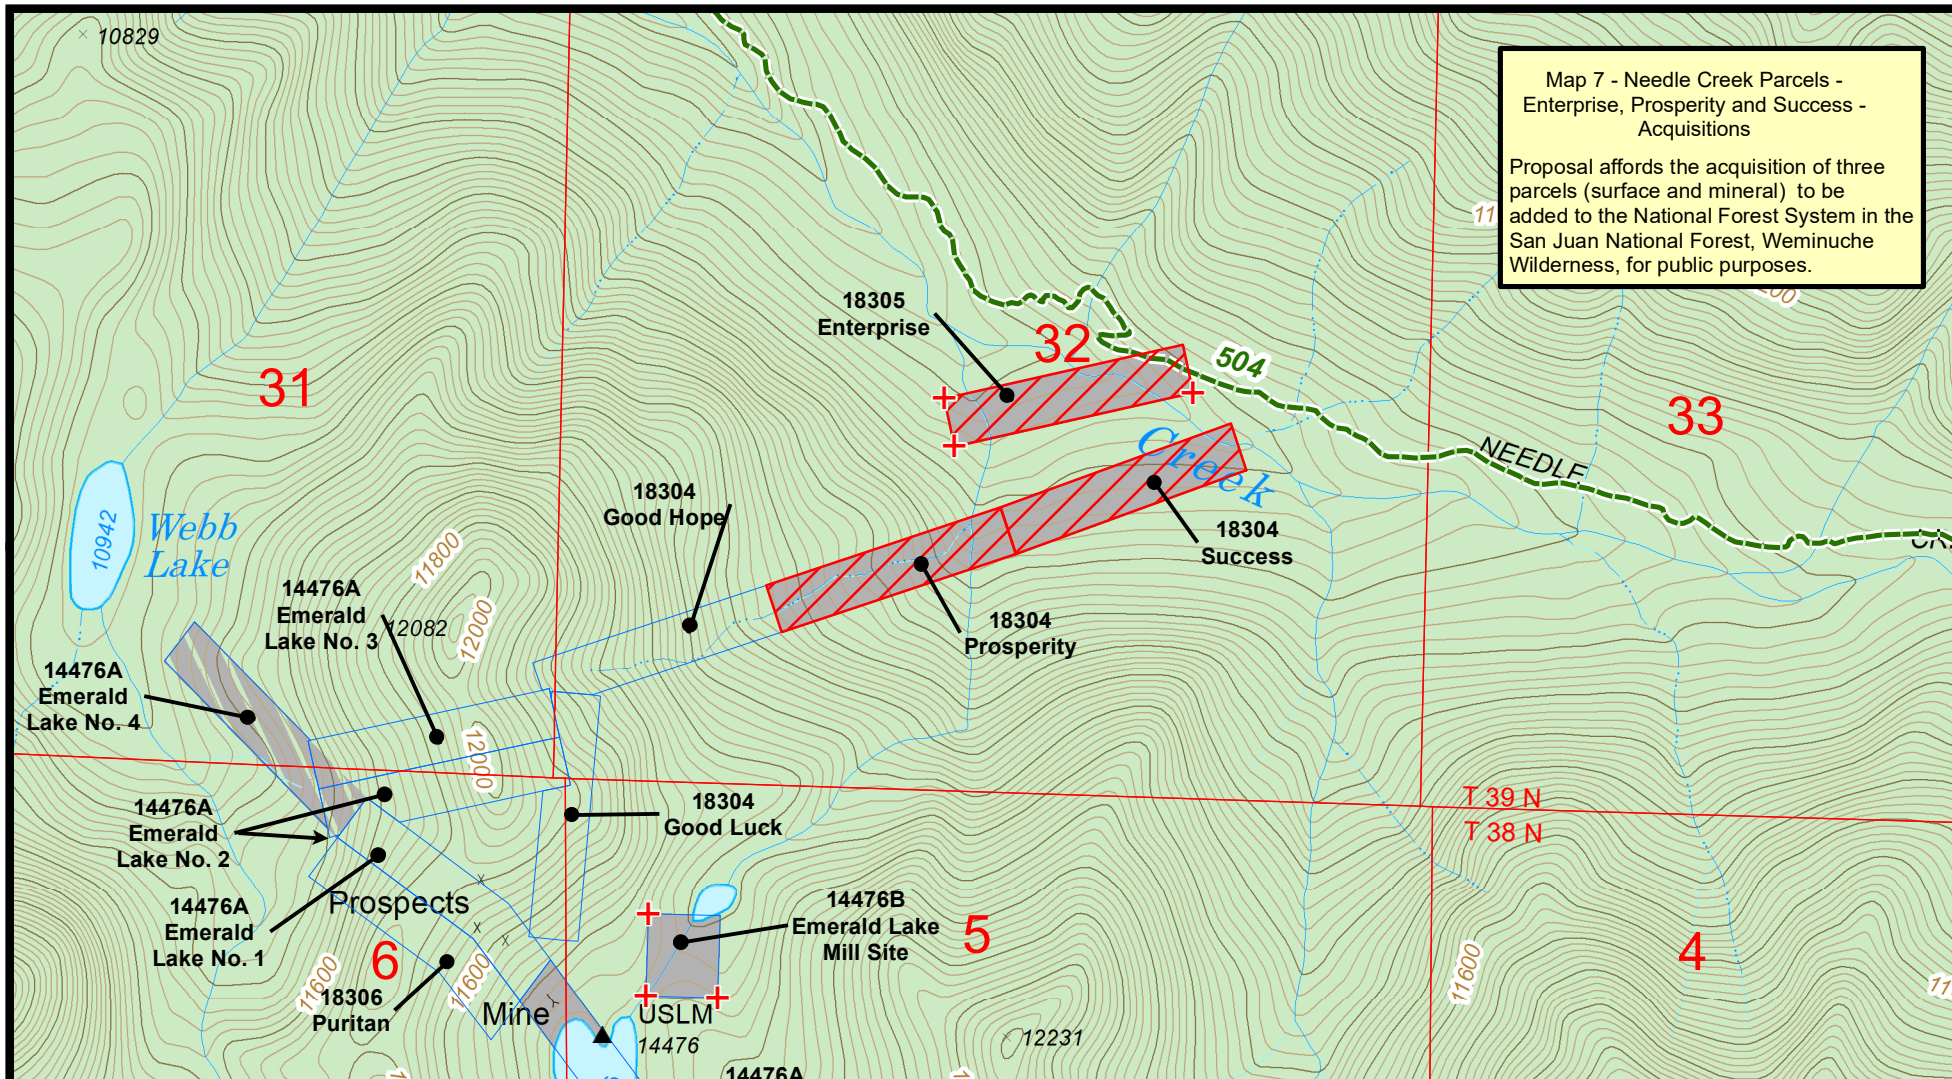 10829
Map 7 - Needle Creek Parcels -
Enterprise, Prosperity and Success -
Acquisitions
Proposal affords the acquisition of three
parcels (surface and mineral) to be
added to the National Forest System in the
San Juan National Forest, Weminuche
Wilderness, for public purposes.
11
200
18305
Enterprise
32
504
31
33
Creek
NEEDLE
18304
Good Hope
10942
Webb
Lake
11800
18304
Success
14476A
Emerald
Lake No. 3
12082
12000
18304
Prosperity
14476A
Emerald
Lake No. 4
12000
T 39 N
T 38 N
14476A
Emerald
Lake No. 2
18304
Good Luck
Prospects
14476A
Emerald
Lake No. 1
14476B
Emerald Lake
Mill Site
5
6
4
11600
11600
11600
11
18306
Puritan
Mine
USLM
14476
12231
14476A